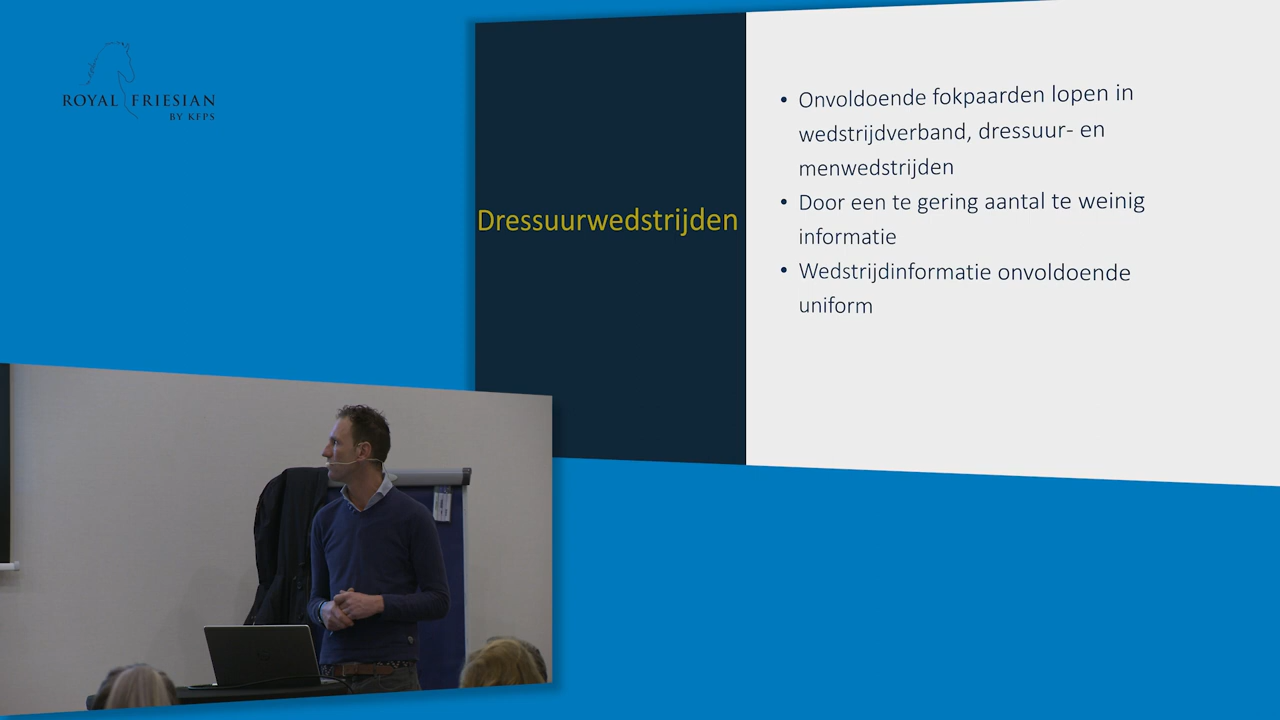 ROYAL FRIESIAN
BY KFPS
Dressuurwedstrijden
• Onvoldoende fokpaarden lopen in
wedstrijdverband, dressuur- en
menwedstrijden
• Door een te gering aantal te weinig
informatie
• Wedstrijdinformatie onvoldoende
uniform